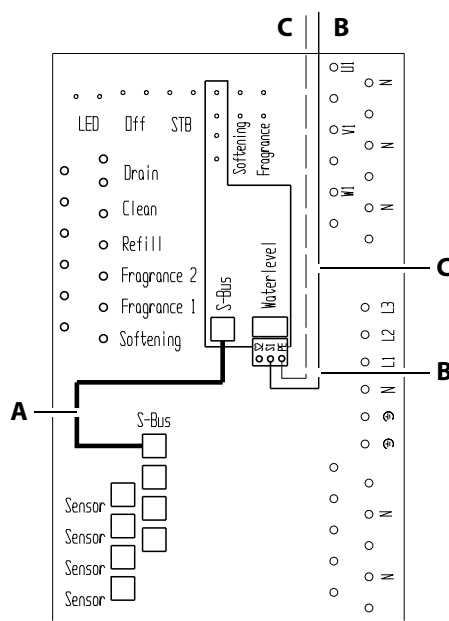 C B
U1
N
LED Off STB
Softening
Fragrance
V1
N
Drain
Clean
W1
N
Refill
C
Fragrance 2
S-Bus
Waterlevel
Fragrance 1
L3
Softening
L2
S2 S1 PE
L1
B
A
N
S-Bus
Sensor
N
Sensor
Sensor
N
Sensor